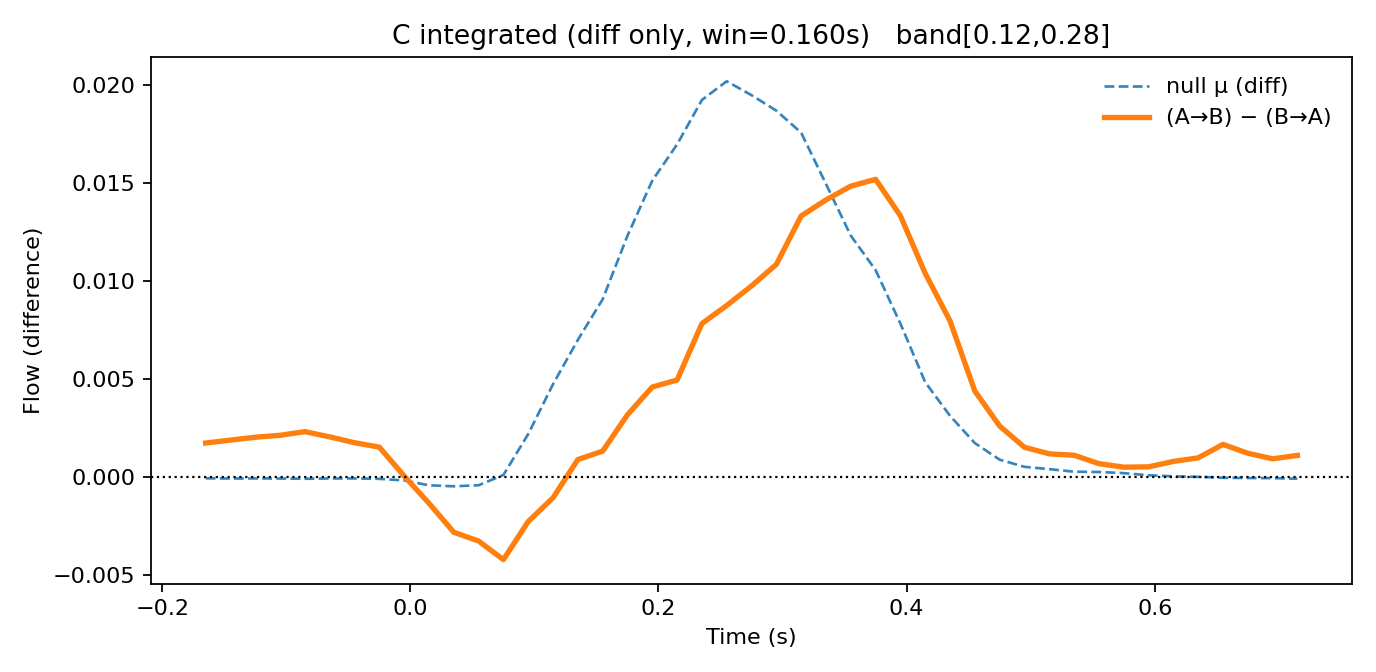 C integrated (diff only, win=0.160s)   band[0.12,0.28]
null μ (diff)
(A→B) − (B→A)
Flow (difference)
0.020
0.015
0.010
0.005
0.000
−0.005
−0.2
0.0
0.2
0.4
0.6
Time (s)